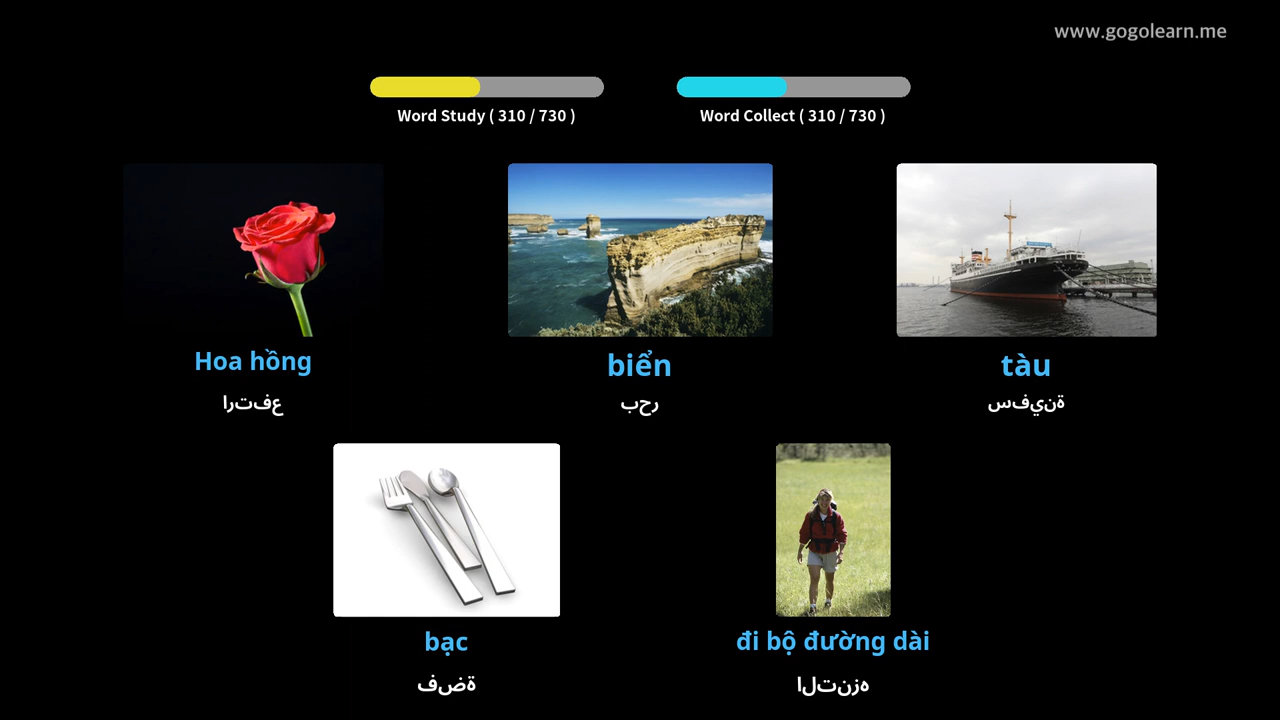 www.gogolearn.me
Word Study ( 310 / 730 )
Word Collect ( 310 / 730 )
Hoa hồng
ارتفع
biển
بحر
tàu
سفينة
bạc
فضة
đi bộ đường dài
التنزه